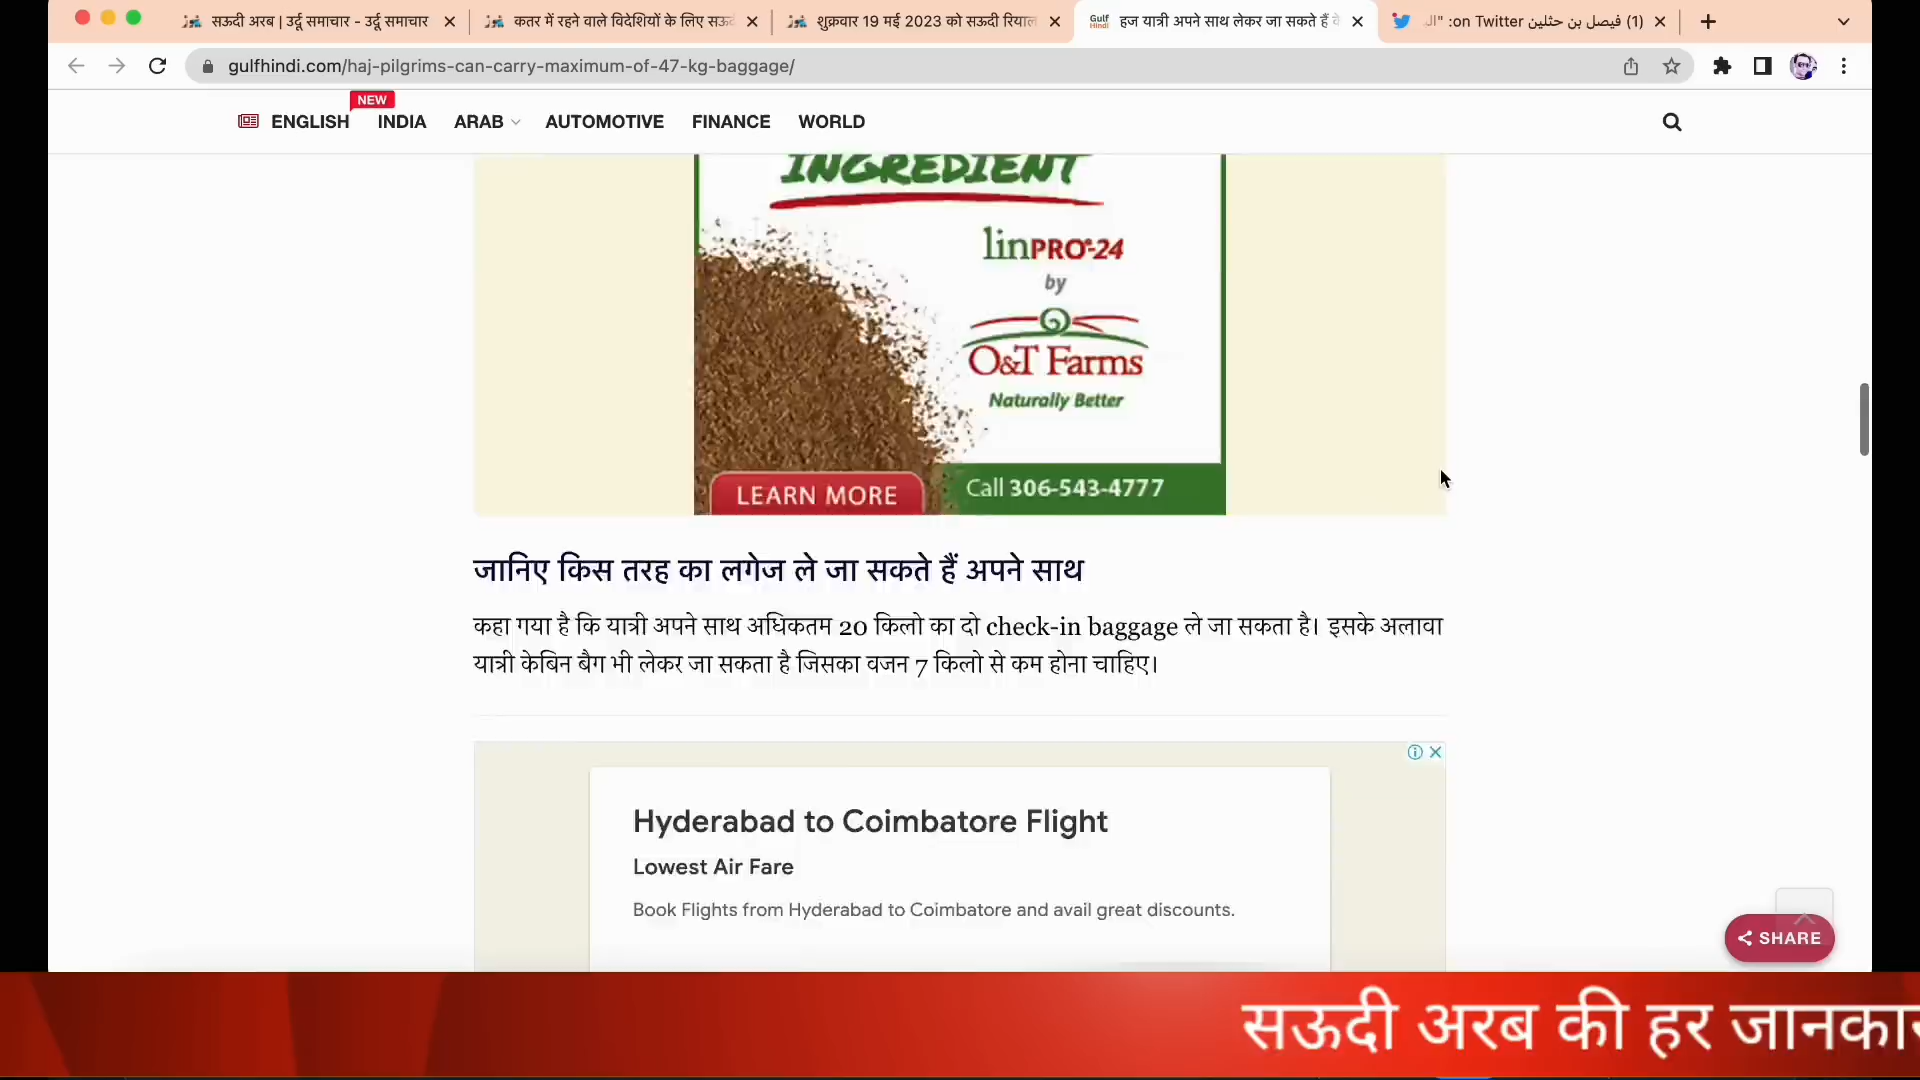 सऊदी अरब | उर्दू समाचार - उर्दू समाचार
कतर में रहने वाले विदेशियों के लिए सऊदी
शुक्रवार 19 मई 2023 को सऊदी रियाल
हज यात्री अपने साथ लेकर जा सकते हैं
(1) فيصل بن حثلين on Twitter: "
gulfhindi.com/haj-pilgrims-can-carry-maximum-of-47-kg-baggage/
NEW
ENGLISH INDIA ARAB AUTOMOTIVE FINANCE WORLD
INGREDIENT
linPRO®-24
by
O&T Farms
Naturally Better
LEARN MORE
Call 306-543-4777
जानिए किस तरह का लगेज ले जा सकते हैं अपने साथ
कहा गया है कि यात्री अपने साथ अधिकतम 20 किलो का दो check-in baggage ले जा सकता है। इसके अलावा
यात्री केबिन बैग भी लेकर जा सकता है जिसका वजन 7 किलो से कम होना चाहिए।
Hyderabad to Coimbatore Flight
Lowest Air Fare
Book Flights from Hyderabad to Coimbatore and avail great discounts.
SHARE
सऊदी अरब की हर